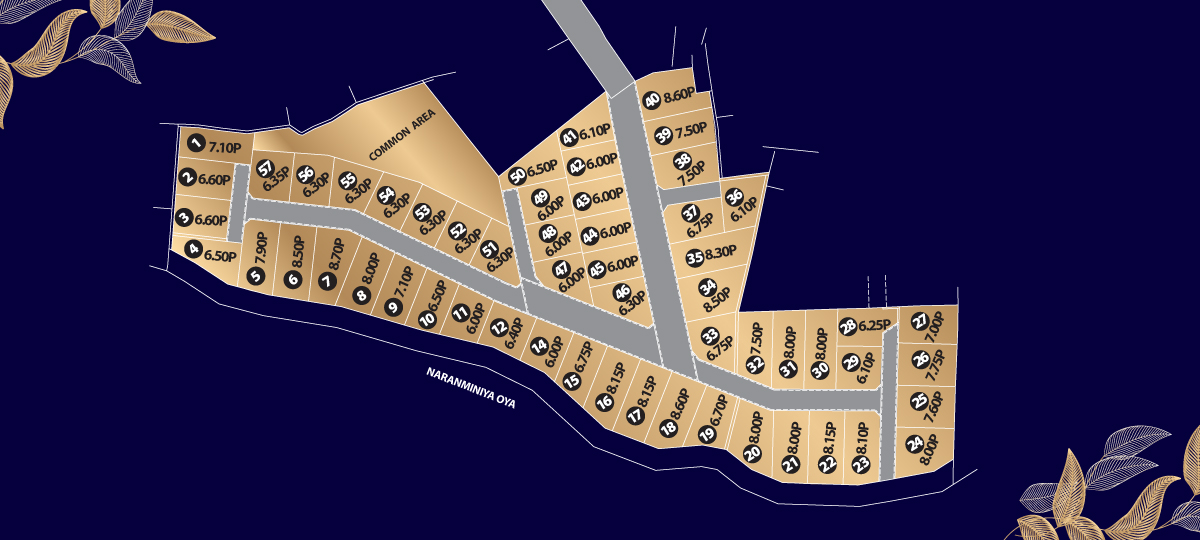 1 7.10P
2 6.60P
3 6.60P
4 6.50P
5 7.90P
6 8.50P
7 8.70P
8 8.00P
9 7.10P
10 6.50P
11 6.00P
12 6.40P
14 6.00P
15 6.75P
16 8.15P
17 8.15P
18 8.60P
19 6.70P
20 8.00P
21 8.00P
22 8.15P
23 8.10P
24 8.00P
25 7.60P
26 7.75P
27 7.00P
28 6.25P
29 6.10P
30 8.00P
31 8.00P
32 7.50P
33 6.75P
34 8.50P
35 8.30P
36 6.10P
37 6.75P
38 7.50P
39 7.50P
40 8.60P
41 6.10P
42 6.00P
43 6.00P
44 6.00P
45 6.00P
46 6.30P
47 6.00P
48 6.00P
49 6.00P
50 6.50P
51 6.30P
52 6.30P
53 6.30P
54 6.30P
55 6.30P
56 6.30P
57 6.35P
COMMON AREA
NARANMINIYA OYA